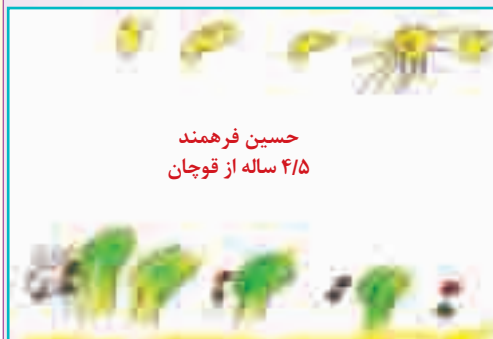 حسین فرهمند
۴/۵ ساله از قوچان